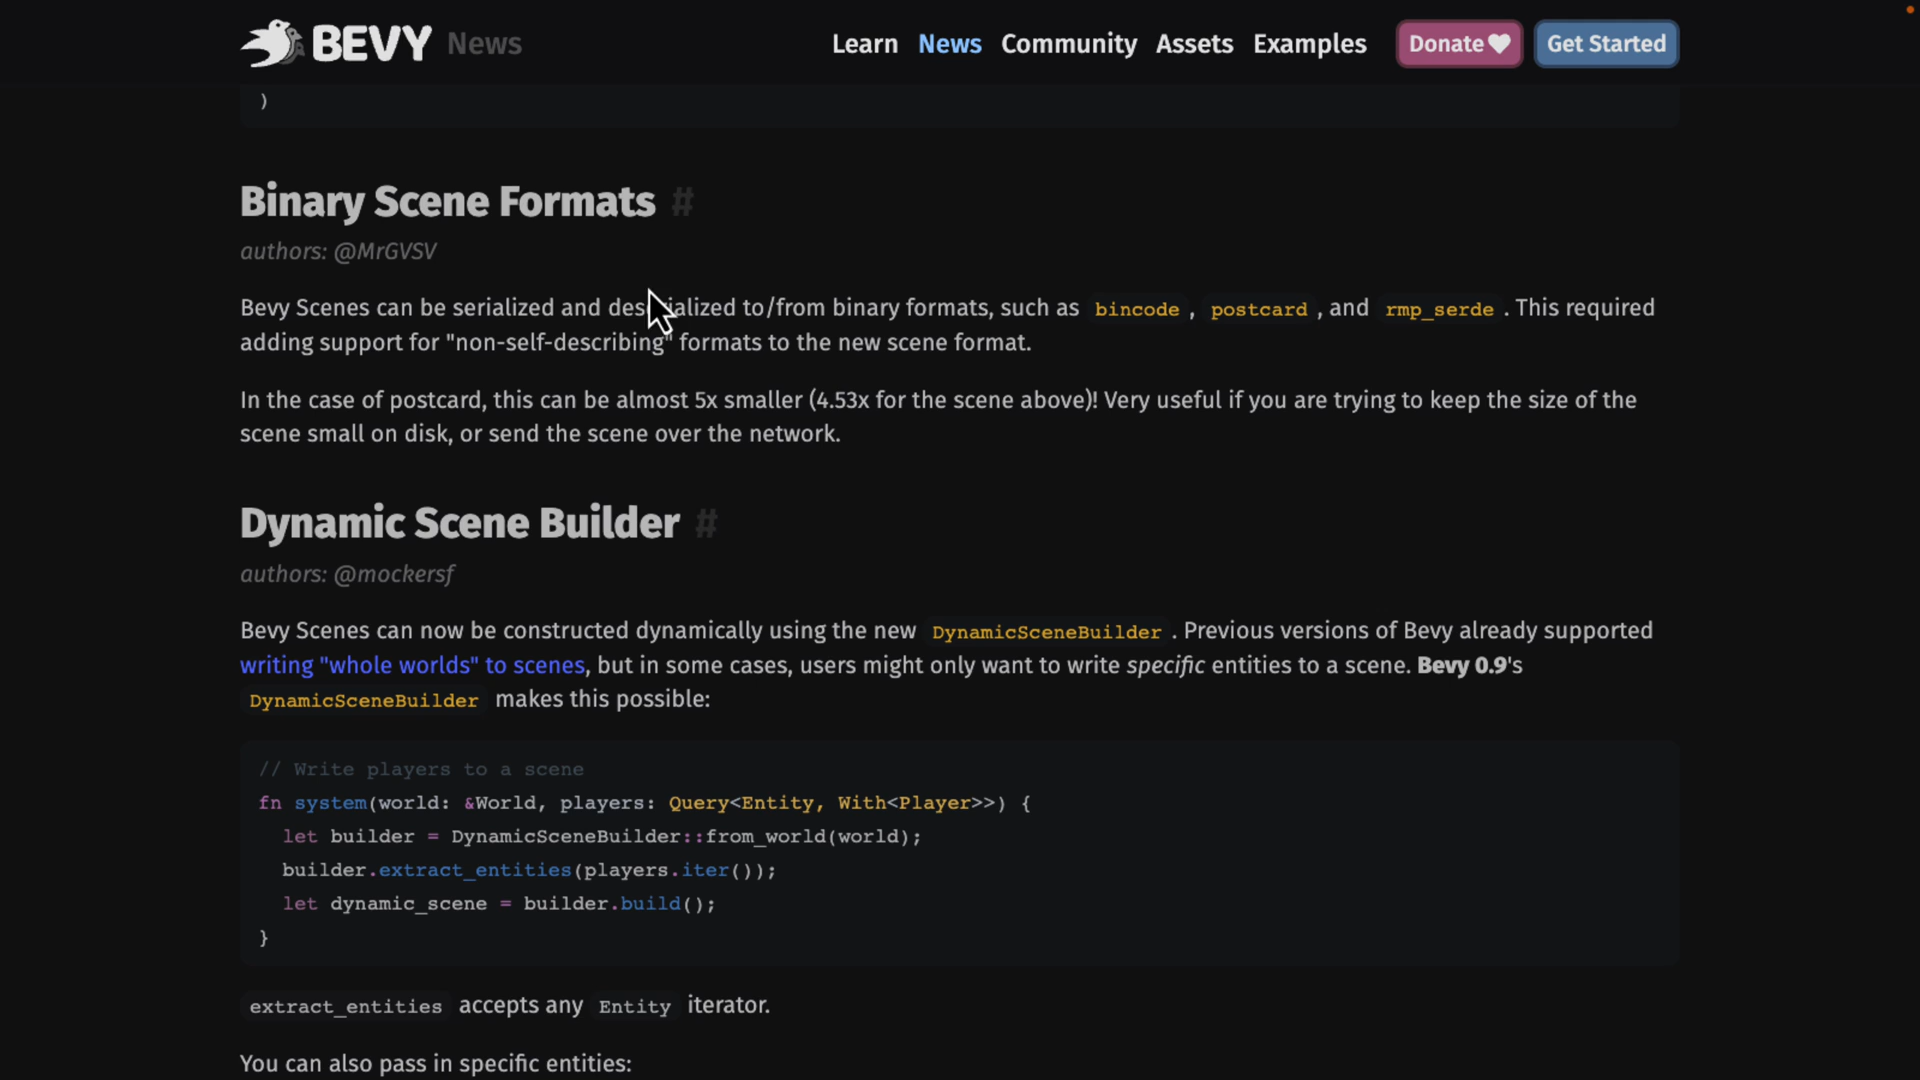 BEVY News Learn News Community Assets Examples Donate Get Started
)
Binary Scene Formats #
authors: @MrGVSV
Bevy Scenes can be serialized and deserialized to/from binary formats, such as bincode , postcard , and rmp_serde . This required
adding support for "non-self-describing" formats to the new scene format.
In the case of postcard, this can be almost 5x smaller (4.53x for the scene above)! Very useful if you are trying to keep the size of the
scene small on disk, or send the scene over the network.
Dynamic Scene Builder #
authors: @mockersf
Bevy Scenes can now be constructed dynamically using the new DynamicSceneBuilder . Previous versions of Bevy already supported
writing "whole worlds" to scenes, but in some cases, users might only want to write specific entities to a scene. Bevy 0.9's
DynamicSceneBuilder makes this possible:
// Write players to a scene
fn system(world: &World, players: Query<Entity, With<Player>>) {
  let builder = DynamicSceneBuilder::from_world(world);
  builder.extract_entities(players.iter());
  let dynamic_scene = builder.build();
}
extract_entities accepts any Entity iterator.
You can also pass in specific entities: